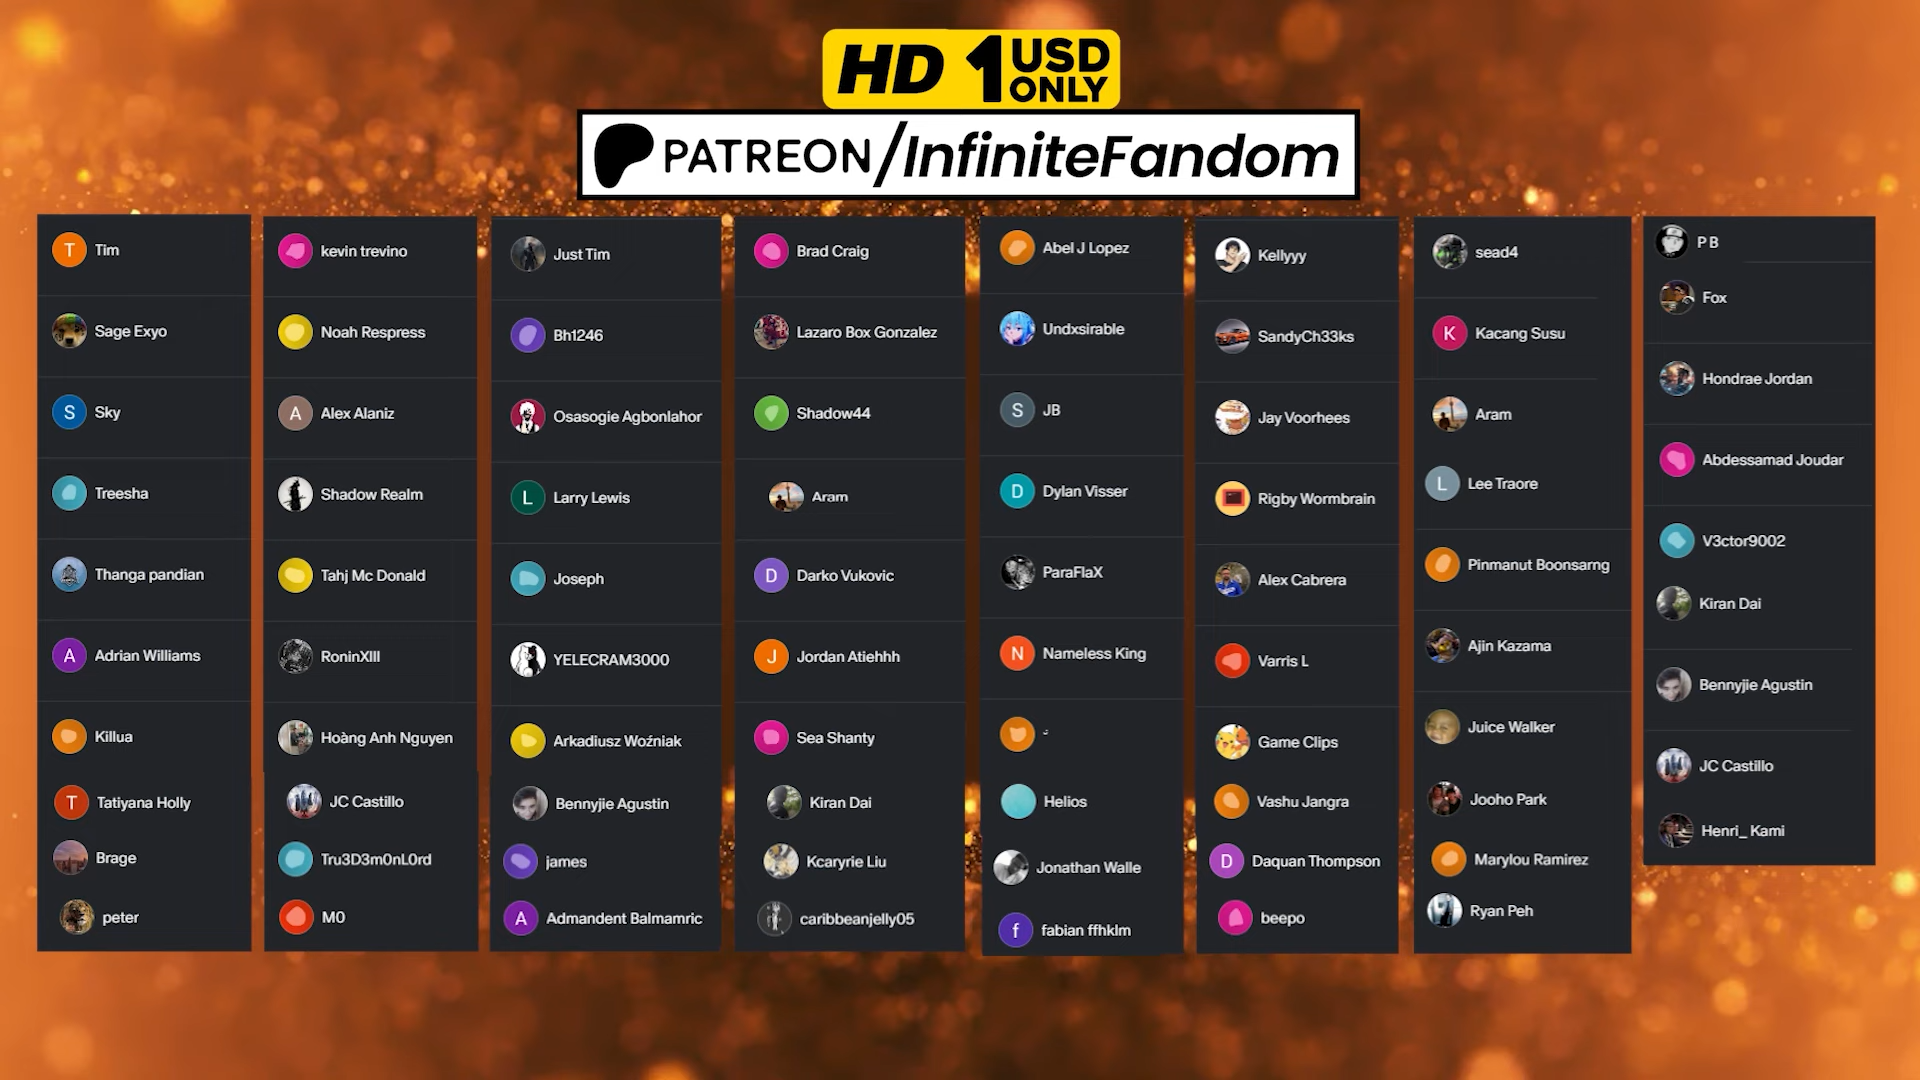 HD 1 USD ONLY
PATREON/InfiniteFandom
T Tim
Sage Exyo
S Sky
Treesha
Thanga pandian
A Adrian Williams
Killua
T Tatiyana Holly
Brage
peter
kevin trevino
Noah Respress
A Alex Alaniz
Shadow Realm
Tahj Mc Donald
RoninXIII
Hoàng Anh Nguyen
JC Castillo
Tru3D3m0nL0rd
M0
Just Tim
Bh1246
Osasogie Agbonlahor
L Larry Lewis
Joseph
YELECRAM3000
Arkadiusz Woźniak
Bennyjie Agustin
james
A Admandent Balmamric
Brad Craig
Lazaro Box Gonzalez
Shadow44
Aram
D Darko Vukovic
J Jordan Atiehhh
Sea Shanty
Kiran Dai
Kcaryrie Liu
caribbeanjelly05
Abel J Lopez
Undxsirable
S JB
D Dylan Visser
ParaFlaX
N Nameless King
Helios
Jonathan Walle
f fabian ffhklm
Kellyyy
SandyCh33ks
Jay Voorhees
Rigby Wormbrain
Alex Cabrera
Varris L
Game Clips
Vashu Jangra
D Daquan Thompson
beepo
sead4
K Kacang Susu
Aram
L Lee Traore
Pinmanut Boonsarng
Ajin Kazama
Juice Walker
Jooho Park
Marylou Ramirez
Ryan Peh
P B
Fox
Hondrae Jordan
Abdessamad Joudar
V3ctor9002
Kiran Dai
Bennyjie Agustin
JC Castillo
Henri_ Kami